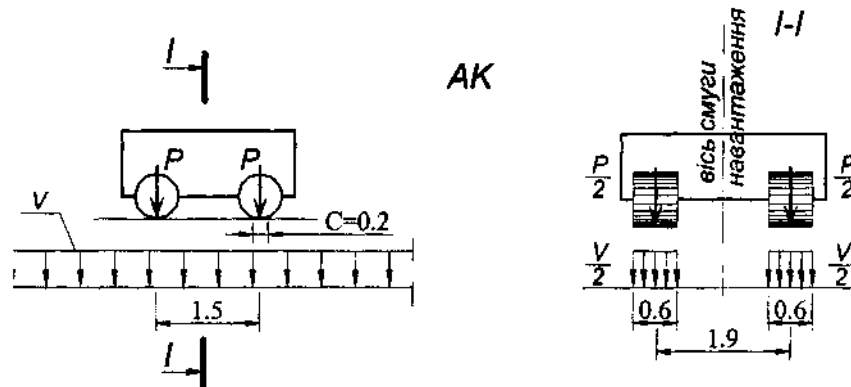 I
AK
I-I
вісь смуги
навантаження
P
P
P/2
P/2
V
C=0.2
V/2
V/2
1.5
0.6
0.6
1.9
I